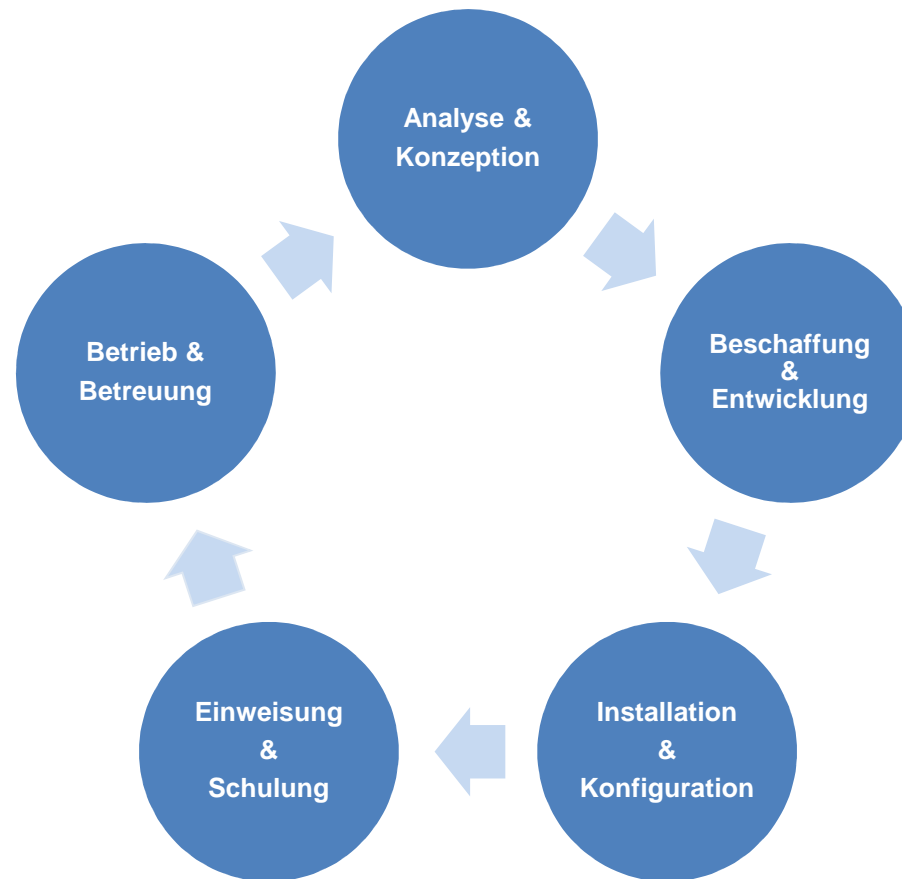 Analyse &
Konzeption
Beschaffung
&
Entwicklung
Installation
&
Konfiguration
Einweisung
&
Schulung
Betrieb &
Betreuung